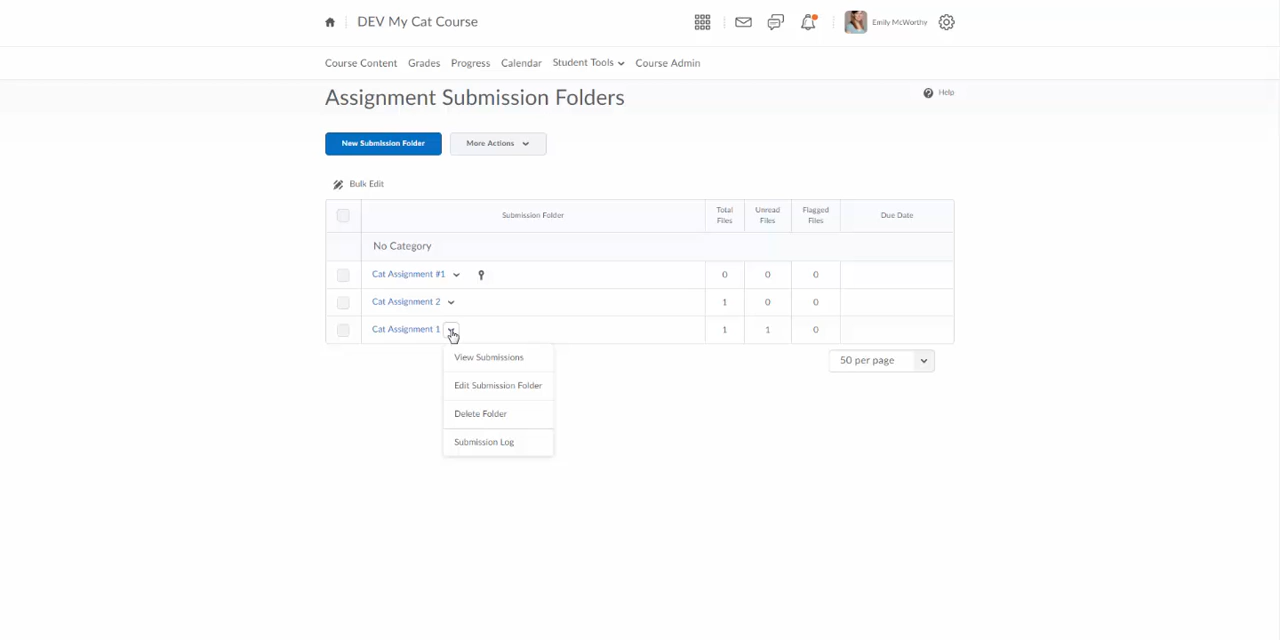 DEV My Cat Course
Emily McWorthy
Course Content Grades Progress Calendar Student Tools Course Admin
Assignment Submission Folders
Help
New Submission Folder More Actions
Bulk Edit
Submission Folder Total Files Unread Files Flagged Files Due Date
No Category
Cat Assignment #1 0 0 0
Cat Assignment 2 1 0 0
Cat Assignment 1 1 1 0
View Submissions
50 per page
Edit Submission Folder
Delete Folder
Submission Log